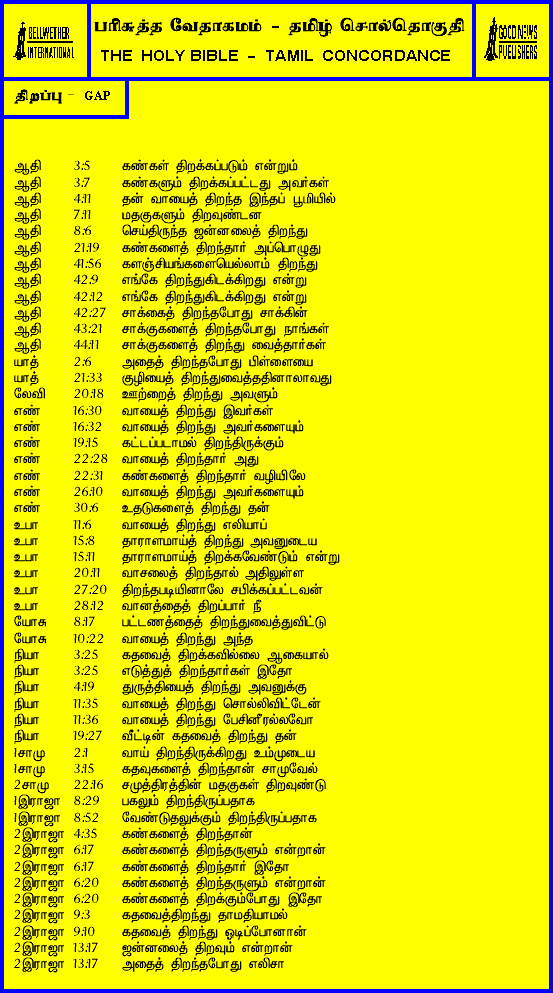 BELLWETHER
INTERNATIONAL
பரிசுத்த வேதாகமம் - தமிழ் சொல்தொகுதி
THE HOLY BIBLE - TAMIL CONCORDANCE
GOOD NEWS
PUBLISHERS
திறப்பு - GAP
ஆதி 3:5 கண்கள் திறக்கப்படும் என்றும்
ஆதி 3:7 கண்களும் திறக்கப்பட்டது அவர்கள்
ஆதி 4:11 தன் வாயைத் திறந்த இந்தப் பூமியில்
ஆதி 7:11 மதகுகளும் திறவுண்டன
ஆதி 8:6 செய்திருந்த ஜன்னலைத் திறந்து
ஆதி 21:19 கண்களைத் திறந்தார் அப்பொழுது
ஆதி 41:56 களஞ்சியங்களையெல்லாம் திறந்து
ஆதி 42:9 எங்கே திறந்துகிடக்கிறது என்று
ஆதி 42:12 எங்கே திறந்துகிடக்கிறது என்று
ஆதி 42:27 சாக்கைத் திறந்தபோது சாக்கின்
ஆதி 43:21 சாக்குகளைத் திறந்தபோது நாங்கள்
ஆதி 44:11 சாக்குகளைத் திறந்து வைத்தார்கள்
யாத் 2:6 அதைத் திறந்தபோது பிள்ளையை
யாத் 21:33 குழியைத் திறந்துவைத்ததினாலாவது
லேவி 20:18 ஊற்றைத் திறந்து அவளும்
எண் 16:30 வாயைத் திறந்து இவர்கள்
எண் 16:32 வாயைத் திறந்து அவர்களையும்
எண் 19:15 கட்டப்படாமல் திறந்திருக்கும்
எண் 22:28 வாயைத் திறந்தார் அது
எண் 22:31 கண்களைத் திறந்தார் வழியிலே
எண் 26:10 வாயைத் திறந்து அவர்களையும்
எண் 30:6 உதடுகளைத் திறந்து தன்
உபா 11:6 வாயைத் திறந்து எலியாப்
உபா 15:8 தாராளமாய்த் திறந்து அவனுடைய
உபா 15:11 தாராளமாய்த் திறக்கவேண்டும் என்று
உபா 20:11 வாசலைத் திறந்தால் அதிலுள்ள
உபா 27:20 திறந்தபடியினாலே சபிக்கப்பட்டவன்
உபா 28:12 வானத்தைத் திறப்பார் நீ
யோசு 8:17 பட்டணத்தைத் திறந்துவைத்துவிட்டு
யோசு 10:22 வாயைத் திறந்து அந்த
நியா 3:25 கதவைத் திறக்கவில்லை ஆகையால்
நியா 3:25 எடுத்துத் திறந்தார்கள் இதோ
நியா 4:19 துருத்தியைத் திறந்து அவனுக்கு
நியா 11:35 வாயைத் திறந்து சொல்லிவிட்டேன்
நியா 11:36 வாயைத் திறந்து பேசினீரல்லவோ
நியா 19:27 வீட்டின் கதவைத் திறந்து தன்
1சாமு 2:1 வாய் திறந்திருக்கிறது உம்முடைய
1சாமு 3:15 கதவுகளைத் திறந்தான் சாமுவேல்
2சாமு 22:16 சமுத்திரத்தின் மதகுகள் திறவுண்டு
1இராஜா 8:29 பகலும் திறந்திருப்பதாக
1இராஜா 8:52 வேண்டுதலுக்கும் திறந்திருப்பதாக
2இராஜா 4:35 கண்களைத் திறந்தான்
2இராஜா 6:17 கண்களைத் திறந்தருளும் என்றான்
2இராஜா 6:17 கண்களைத் திறந்தார் இதோ
2இராஜா 6:20 கண்களைத் திறந்தருளும் என்றான்
2இராஜா 6:20 கண்களைத் திறக்கும்போது இதோ
2இராஜா 9:3 கதவைத்திறந்து தாமதியாமல்
2இராஜா 9:10 கதவைத் திறந்து ஓடிப்போனான்
2இராஜா 13:17 ஜன்னலைத் திறவும் என்றான்
2இராஜா 13:17 அதைத் திறந்தபோது எலிசா